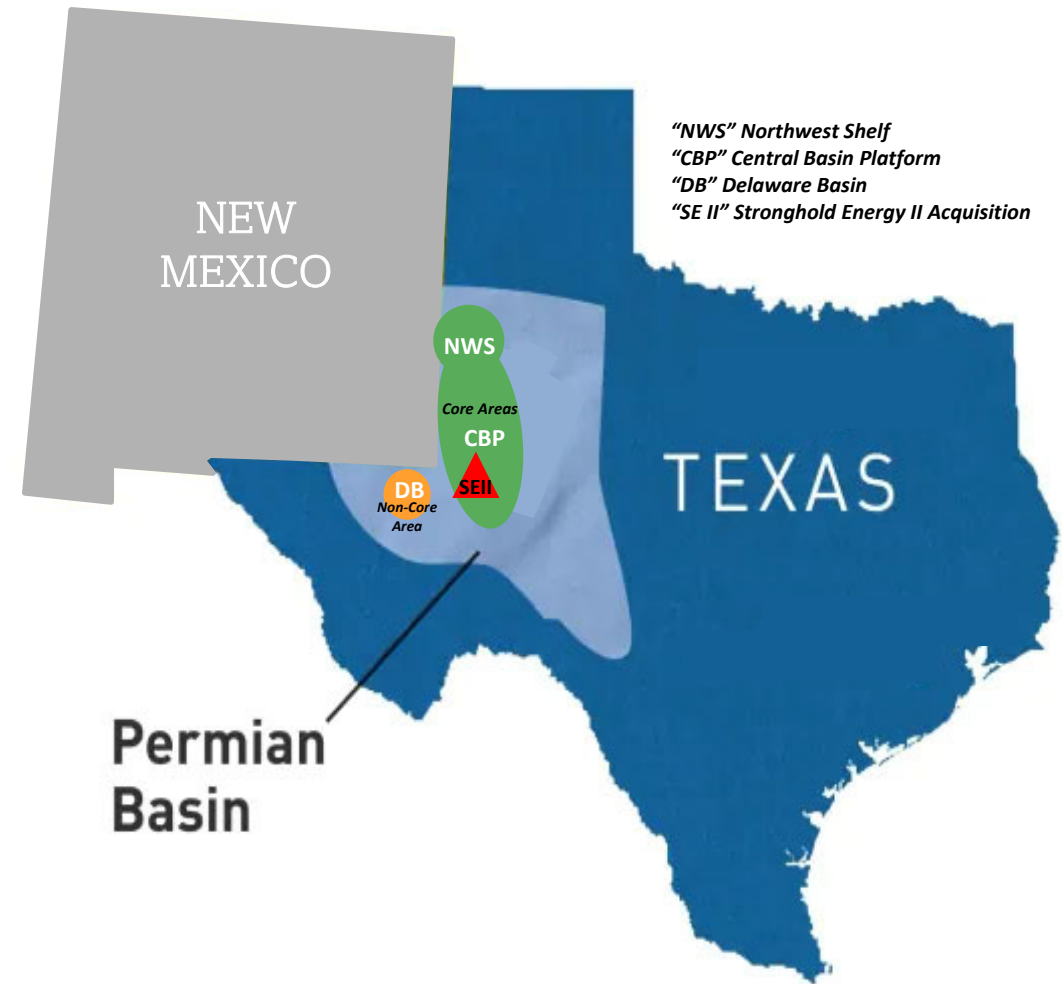 “NWS” Northwest Shelf
“CBP” Central Basin Platform
“DB” Delaware Basin
“SE II” Stronghold Energy II Acquisition
NEW
MEXICO
NWS
Core Areas
CBP
SEII
DB
Non-Core
Area
TEXAS
Permian
Basin